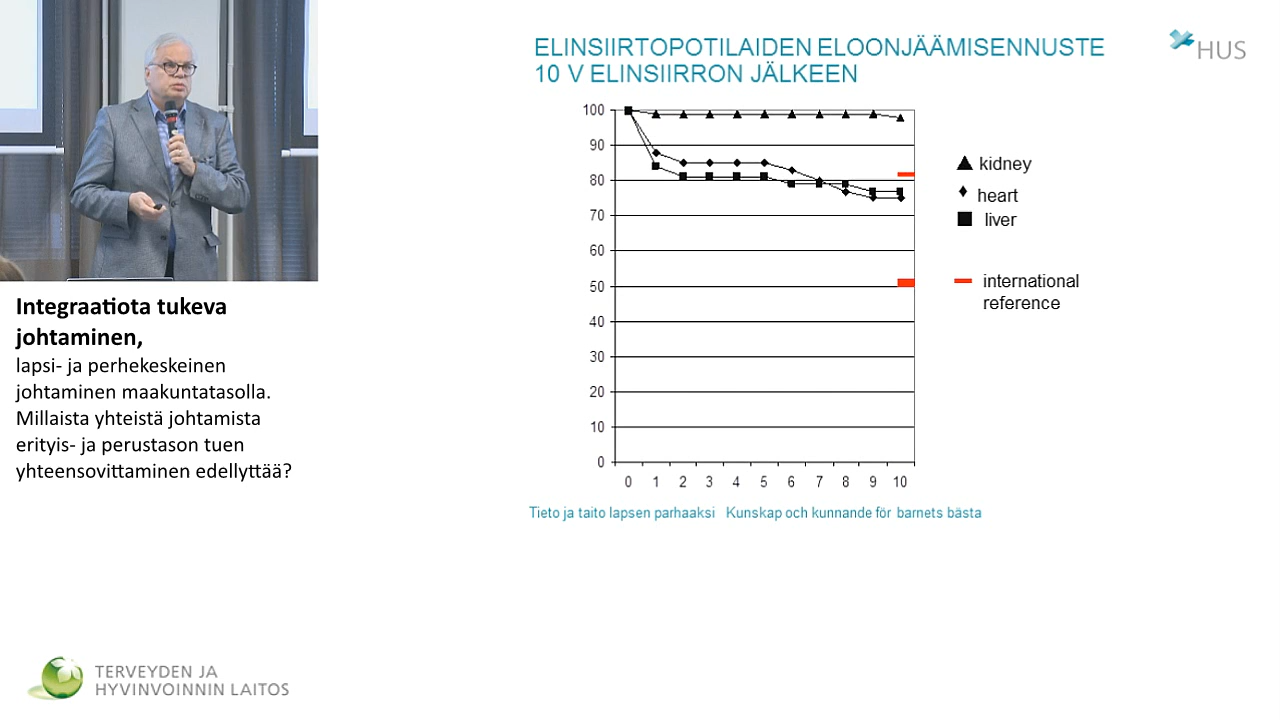 ELINSIIRTOPOTILAIDEN ELOONJÄÄMISENNUSTE
10 V ELINSIIRRON JÄLKEEN
HUS
100
90
80
70
60
50
40
30
20
10
0
0 1 2 3 4 5 6 7 8 9 10
kidney
heart
liver
international
reference
Tieto ja taito lapsen parhaaksi Kunskap och kunnande för barnets bästa
Integraatiota tukeva
johtaminen,
lapsi- ja perhekeskeinen
johtaminen maakuntatasolla.
Millaista yhteistä johtamista
erityis- ja perustason tuen
yhteensovittaminen edellyttää?
TERVEYDEN JA
HYVINVOINNIN LAITOS